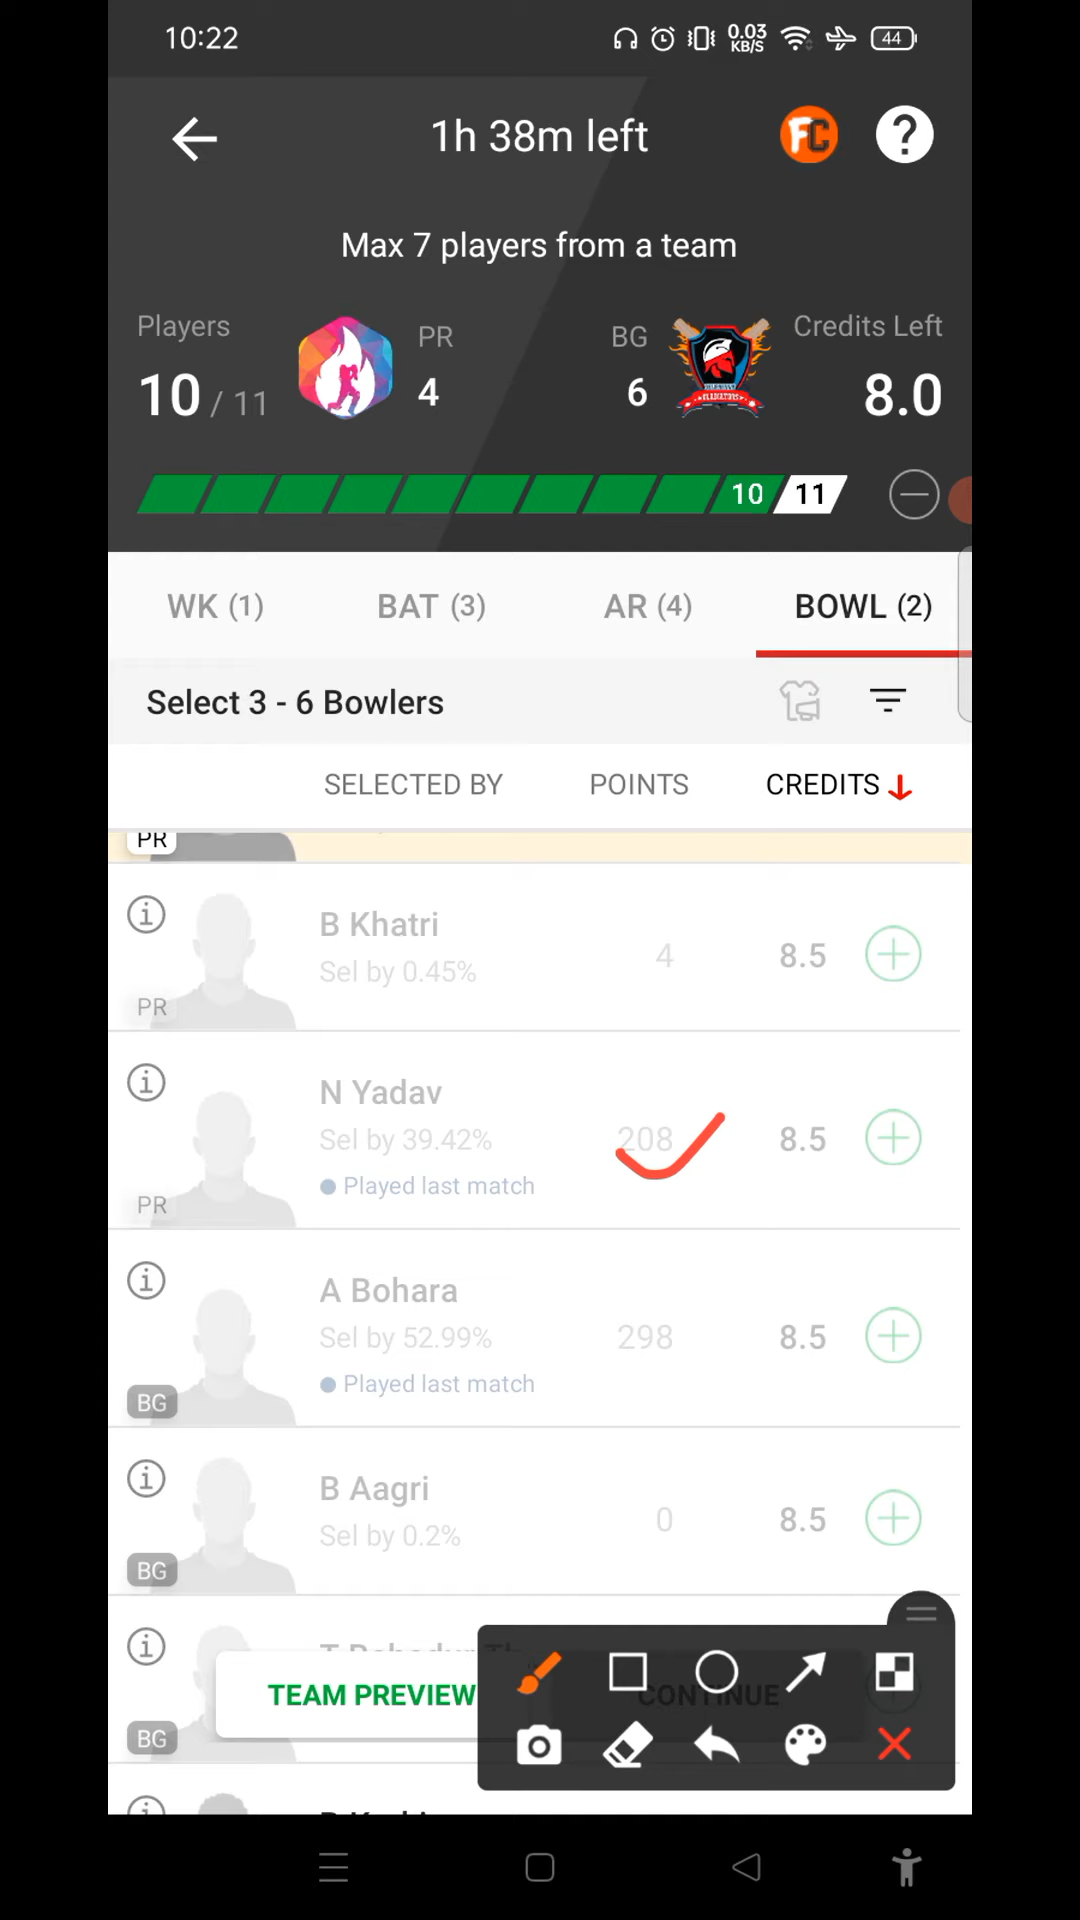 10:22
0.03
KB/S
44
1h 38m left
FC
?
Max 7 players from a team
Players
PR
BG
Credits Left
10 / 11
4
6
8.0
GLADIATORS
10
11
WK (1)
BAT (3)
AR (4)
BOWL (2)
Select 3 - 6 Bowlers
SELECTED BY
POINTS
CREDITS
PR
B Khatri
Sel by 0.45%
4
8.5
PR
N Yadav
Sel by 39.42%
208
8.5
Played last match
PR
A Bohara
Sel by 52.99%
298
8.5
Played last match
BG
B Aagri
Sel by 0.2%
0
8.5
BG
TEAM PREVIEW
CONTINUE
BG